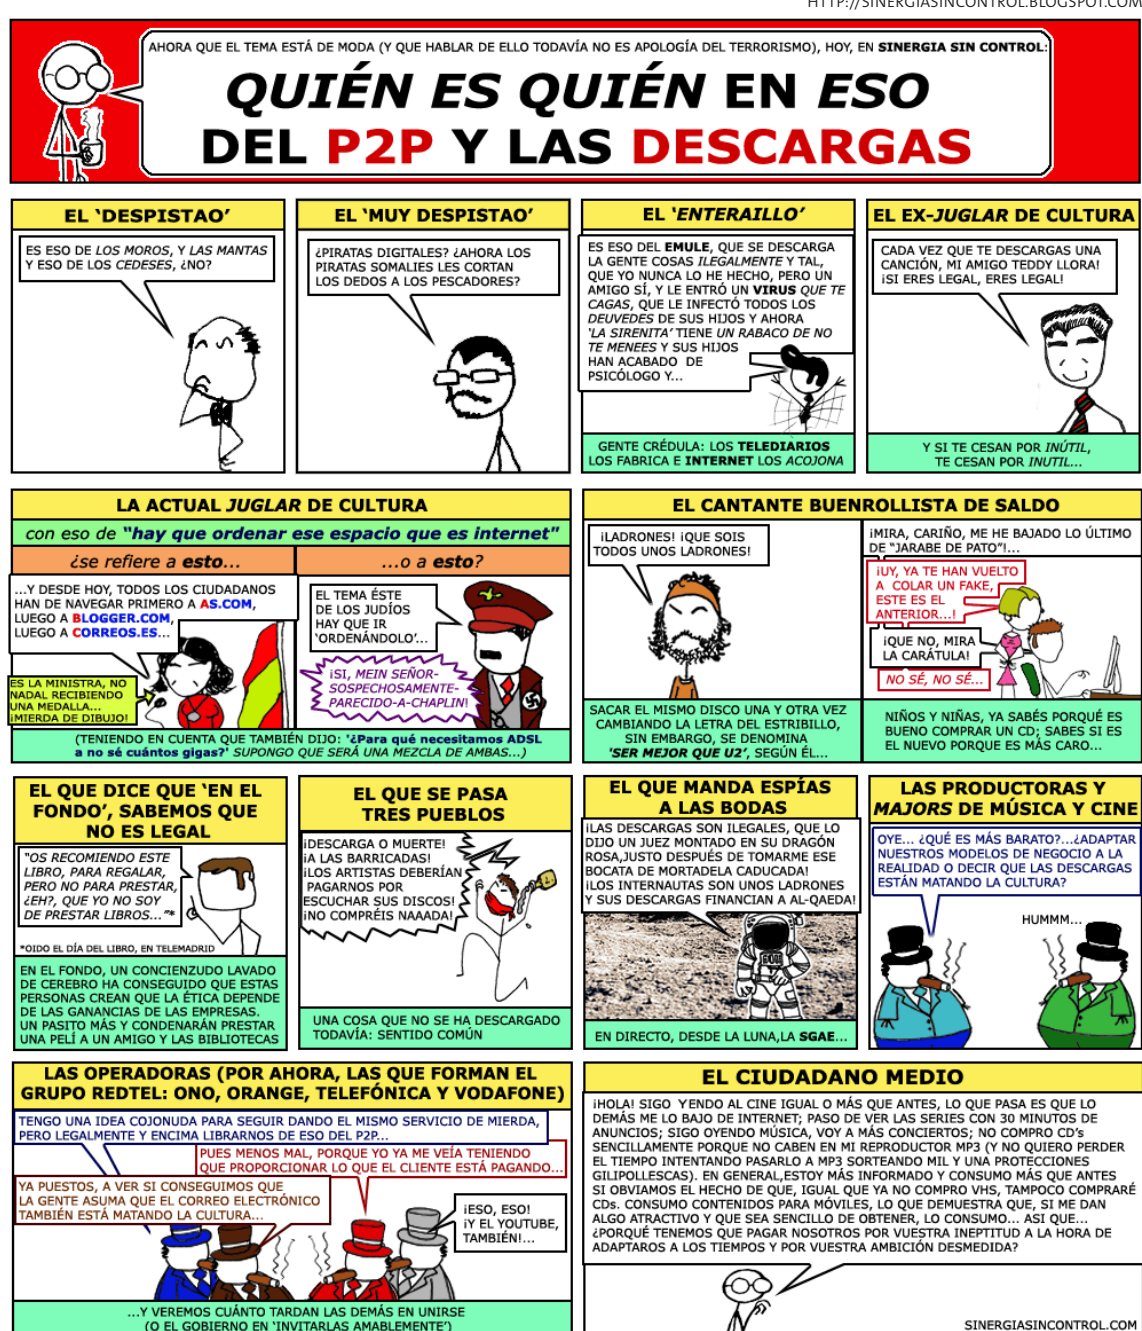 HTTP://SINERGIASINCONTROL.BLOGSPOT.COM
AHORA QUE EL TEMA ESTÁ DE MODA (Y QUE HABLAR DE ELLO TODAVÍA NO ES APOLOGÍA DEL TERRORISMO), HOY, EN SINERGIA SIN CONTROL:
QUIÉN ES QUIÉN EN ESO
DEL P2P Y LAS DESCARGAS
EL 'DESPISTAO'
ES ESO DE LOS MOROS, Y LAS MANTAS
Y ESO DE LOS CEDESES, ¿NO?
EL 'MUY DESPISTAO'
¿PIRATAS DIGITALES? ¿AHORA LOS
PIRATAS SOMALIES LES CORTAN
LOS DEDOS A LOS PESCADORES?
EL 'ENTERAILLO'
ES ESO DEL EMULE, QUE SE DESCARGA
LA GENTE COSAS ILEGALMENTE Y TAL,
QUE YO NUNCA LO HE HECHO, PERO UN
AMIGO SÍ, Y LE ENTRÓ UN VIRUS QUE TE
CAGAS, QUE LE INFECTÓ TODOS LOS
DEUVEDES DE SUS HIJOS Y AHORA
'LA SIRENITA' TIENE UN RABACO DE NO
TE MENEES Y SUS HIJOS
HAN ACABADO DE
PSICÓLOGO Y...
GENTE CRÉDULA: LOS TELEDIARIOS
LOS FABRICA E INTERNET LOS ACOJONA
EL EX-JUGLAR DE CULTURA
CADA VEZ QUE TE DESCARGAS UNA
CANCIÓN, MI AMIGO TEDDY LLORA!
¡SI ERES LEGAL, ERES LEGAL!
Y SI TE CESAN POR INÚTIL,
TE CESAN POR INUTIL...
LA ACTUAL JUGLAR DE CULTURA
con eso de "hay que ordenar ese espacio que es internet"
¿se refiere a esto...
...o a esto?
...Y DESDE HOY, TODOS LOS CIUDADANOS
HAN DE NAVEGAR PRIMERO A AS.COM,
LUEGO A BLOGGER.COM,
LUEGO A CORREOS.ES...
ES LA MINISTRA, NO
NADAL RECIBIENDO
UNA MEDALLA...
¡MIERDA DE DIBUJO!
EL TEMA ÉSTE
DE LOS JUDÍOS
HAY QUE IR
'ORDENÁNDOLO'...
¡SI, MEIN SEÑOR-
SOSPECHOSAMENTE-
PARECIDO-A-CHAPLIN!
(TENIENDO EN CUENTA QUE TAMBIÉN DIJO: '¿Para qué necesitamos ADSL
a no sé cuántos gigas?' SUPONGO QUE SERÁ UNA MEZCLA DE AMBAS...)
EL CANTANTE BUENROLLISTA DE SALDO
¡LADRONES! ¡QUE SOIS
TODOS UNOS LADRONES!
SACAR EL MISMO DISCO UNA Y OTRA VEZ
CAMBIANDO LA LETRA DEL ESTRIBILLO,
SIN EMBARGO, SE DENOMINA
'SER MEJOR QUE U2', SEGÚN ÉL...
¡MIRA, CARIÑO, ME HE BAJADO LO ÚLTIMO
DE "JARABE DE PATO"!...
¡UY, YA TE HAN VUELTO
A COLAR UN FAKE,
ESTE ES EL
ANTERIOR...!
¡QUE NO, MIRA
LA CARÁTULA!
NO SÉ, NO SÉ...
NIÑOS Y NIÑAS, YA SABÉS PORQUÉ ES
BUENO COMPRAR UN CD; SABES SI ES
EL NUEVO PORQUE ES MÁS CARO...
EL QUE DICE QUE 'EN EL
FONDO', SABEMOS QUE
NO ES LEGAL
"OS RECOMIENDO ESTE
LIBRO, PARA REGALAR,
PERO NO PARA PRESTAR,
¿EH?, QUE YO NO SOY
DE PRESTAR LIBROS..."*
*OIDO EL DÍA DEL LIBRO, EN TELEMADRID
EN EL FONDO, UN CONCIENZUDO LAVADO
DE CEREBRO HA CONSEGUIDO QUE ESTAS
PERSONAS CREAN QUE LA ÉTICA DEPENDE
DE LAS GANANCIAS DE LAS EMPRESAS.
UN PASITO MÁS Y CONDENARÁN PRESTAR
UNA PELÍ A UN AMIGO Y LAS BIBLIOTECAS
EL QUE SE PASA
TRES PUEBLOS
¡DESCARGA O MUERTE!
¡A LAS BARRICADAS!
¡LOS ARTISTAS DEBERÍAN
PAGARNOS POR
ESCUCHAR SUS DISCOS!
¡NO COMPRÉIS NAAADA!
UNA COSA QUE NO SE HA DESCARGADO
TODAVÍA: SENTIDO COMÚN
EL QUE MANDA ESPÍAS
A LAS BODAS
¡LAS DESCARGAS SON ILEGALES, QUE LO
DIJO UN JUEZ MONTADO EN SU DRAGÓN
ROSA,JUSTO DESPUÉS DE TOMARME ESE
BOCATA DE MORTADELA CADUCADA!
¡LOS INTERNAUTAS SON UNOS LADRONES
Y SUS DESCARGAS FINANCIAN A AL-QAEDA!
EN DIRECTO, DESDE LA LUNA,LA SGAE...
LAS PRODUCTORAS Y
MAJORS DE MÚSICA Y CINE
OYE... ¿QUÉ ES MÁS BARATO?...¿ADAPTAR
NUESTROS MODELOS DE NEGOCIO A LA
REALIDAD O DECIR QUE LAS DESCARGAS
ESTÁN MATANDO LA CULTURA?
HUMMM...
LAS OPERADORAS (POR AHORA, LAS QUE FORMAN EL
GRUPO REDTEL: ONO, ORANGE, TELEFÓNICA Y VODAFONE)
TENGO UNA IDEA COJONUDA PARA SEGUIR DANDO EL MISMO SERVICIO DE MIERDA,
PERO LEGALMENTE Y ENCIMA LIBRARNOS DE ESO DEL P2P...
PUES MENOS MAL, PORQUE YO YA ME VEÍA TENIENDO
QUE PROPORCIONAR LO QUE EL CLIENTE ESTÁ PAGANDO...
YA PUESTOS, A VER SI CONSEGUIMOS QUE
LA GENTE ASUMA QUE EL CORREO ELECTRÓNICO
TAMBIÉN ESTÁ MATANDO LA CULTURA...
¡ESO, ESO!
¡Y EL YOUTUBE,
TAMBIÉN!...
...Y VEREMOS CUÁNTO TARDAN LAS DEMÁS EN UNIRSE
(O EL GOBIERNO EN 'INVITARLAS AMABLEMENTE')
EL CIUDADANO MEDIO
¡HOLA! SIGO YENDO AL CINE IGUAL O MÁS QUE ANTES, LO QUE PASA ES QUE LO
DEMÁS ME LO BAJO DE INTERNET; PASO DE VER LAS SERIES CON 30 MINUTOS DE
ANUNCIOS; SIGO OYENDO MÚSICA, VOY A MÁS CONCIERTOS; NO COMPRO CD's
SENCILLAMENTE PORQUE NO CABEN EN MI REPRODUCTOR MP3 (Y NO QUIERO PERDER
EL TIEMPO INTENTANDO PASARLO A MP3 SORTEANDO MIL Y UNA PROTECCIONES
GILIPOLLESCAS). EN GENERAL,ESTOY MÁS INFORMADO Y CONSUMO MÁS QUE ANTES
SI OBVIAMOS EL HECHO DE QUE, IGUAL QUE YA NO COMPRO VHS, TAMPOCO COMPRARÉ
CDs. CONSUMO CONTENIDOS PARA MÓVILES, LO QUE DEMUESTRA QUE, SI ME DAN
ALGO ATRACTIVO Y QUE SEA SENCILLO DE OBTENER, LO CONSUMO... ASI QUE...
¿PORQUÉ TENEMOS QUE PAGAR NOSOTROS POR VUESTRA INEPTITUD A LA HORA DE
ADAPTAROS A LOS TIEMPOS Y POR VUESTRA AMBICIÓN DESMEDIDA?
SINERGIASINCONTROL.COM